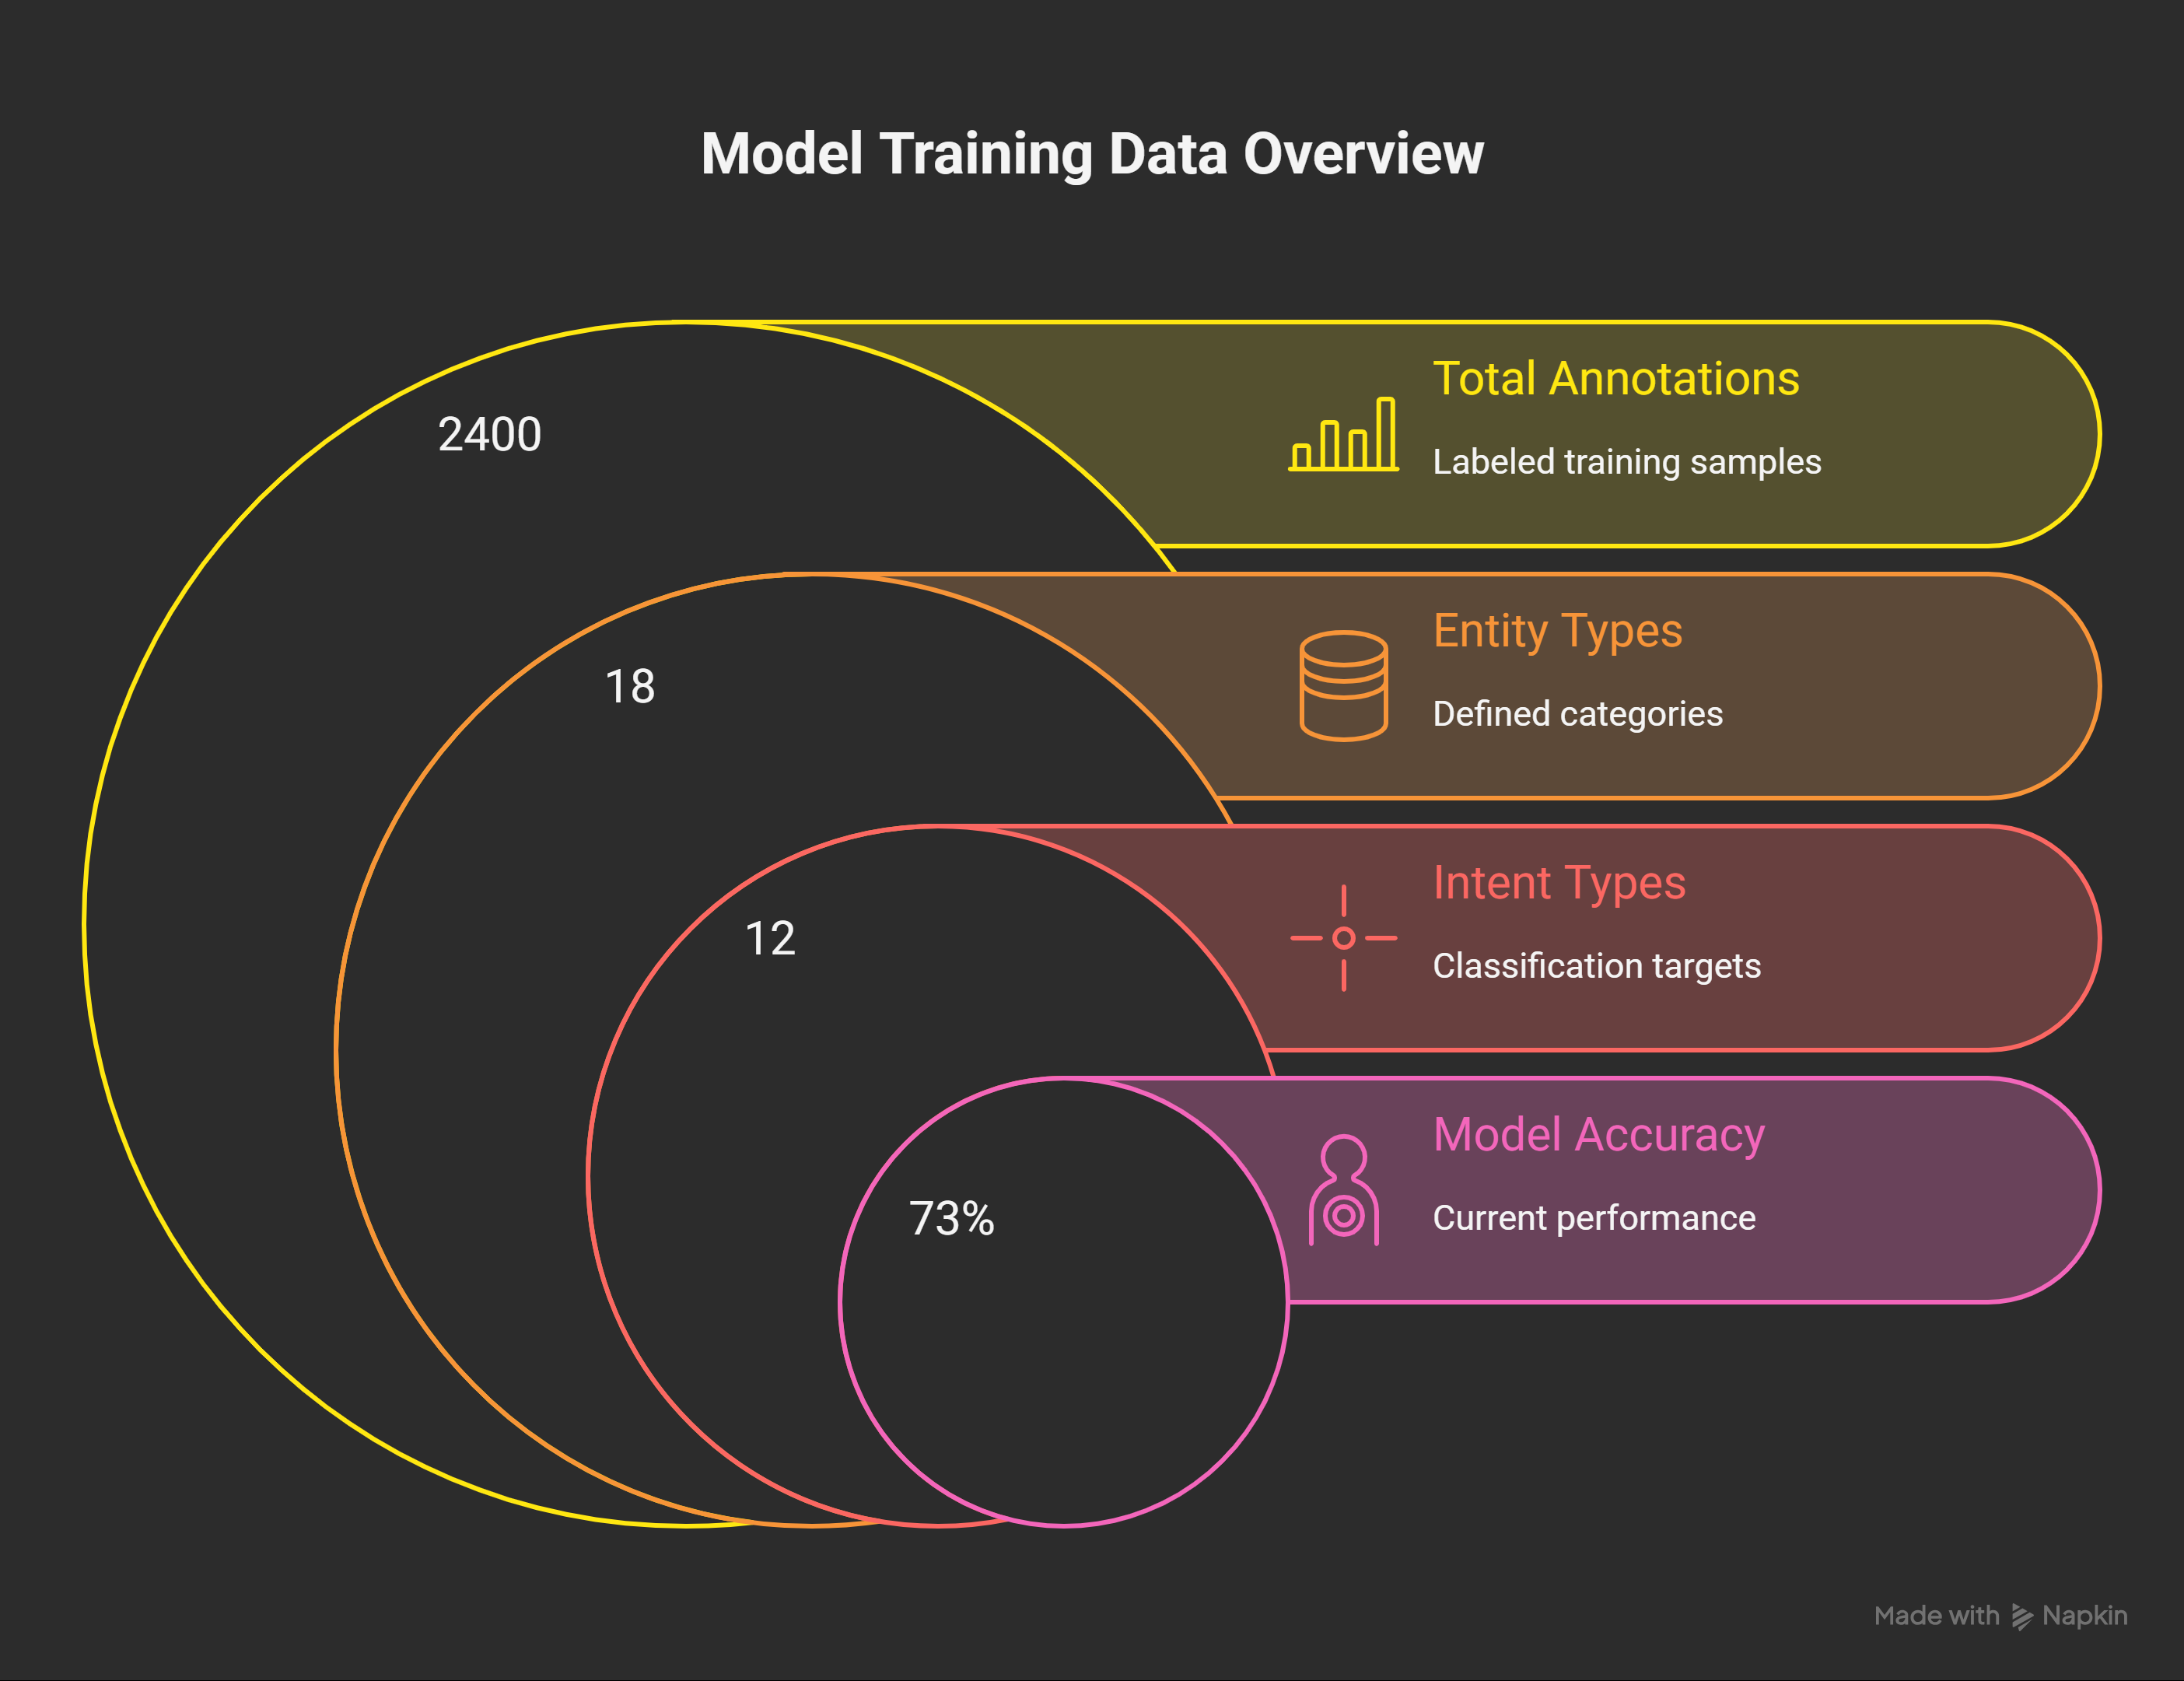 Model Training Data Overview
2400
Total Annotations
Labeled training samples
18
Entity Types
Defined categories
12
Intent Types
Classification targets
73%
Model Accuracy
Current performance
Made with Napkin